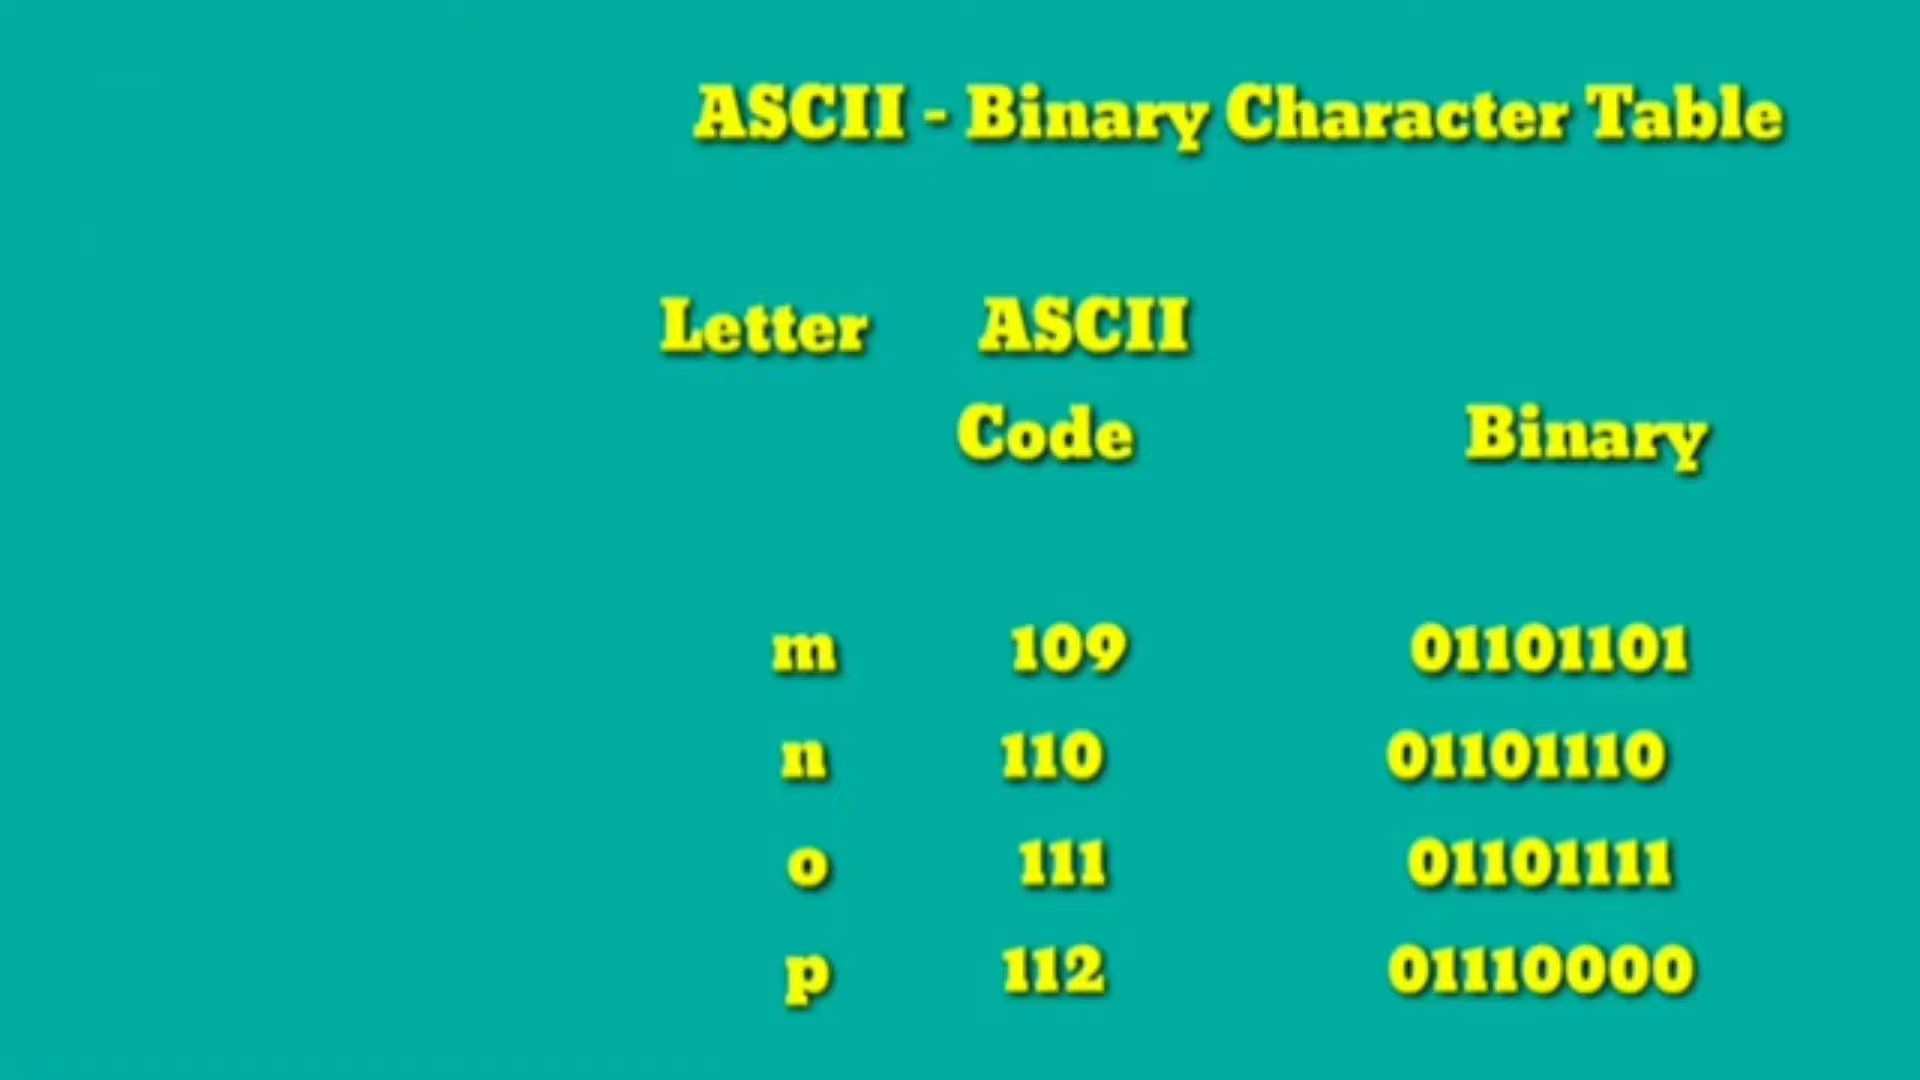 ASCII - Binary Character Table
Letter ASCII
Code Binary
m 109 01101101
n 110 01101110
o 111 01101111
p 112 01110000